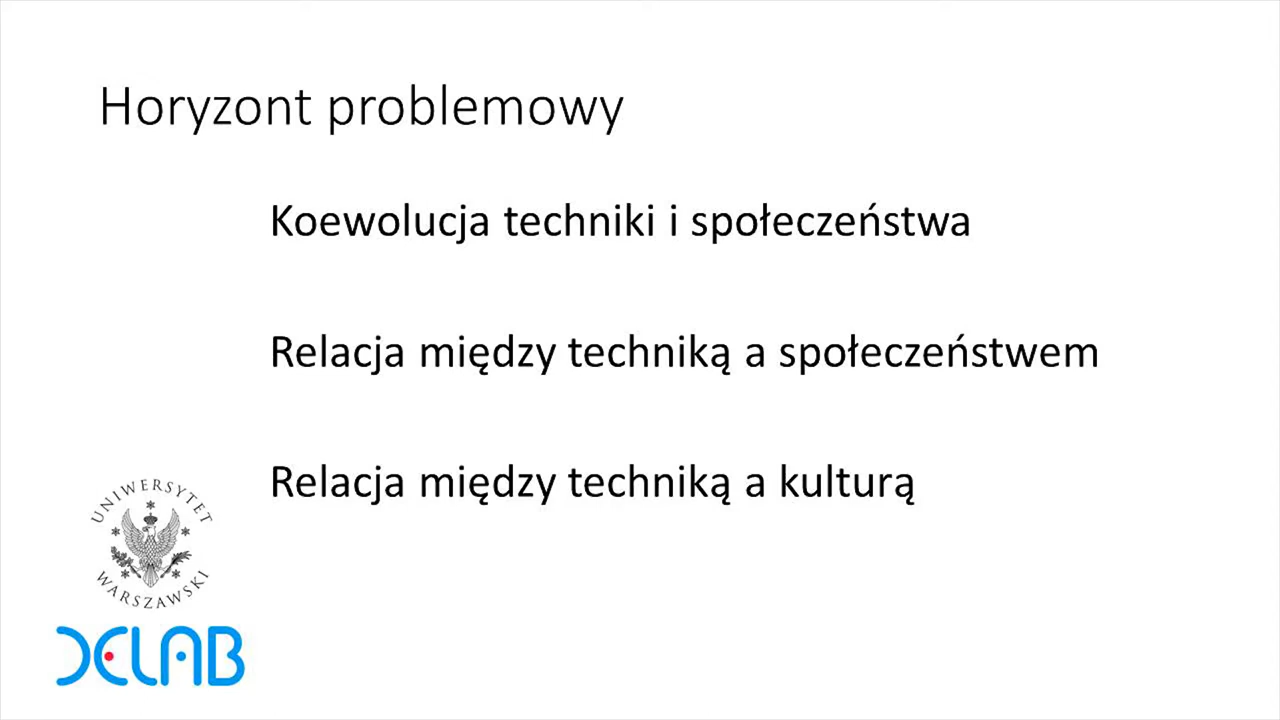 Horyzont problemowy
Koewolucja techniki i społeczeństwa
Relacja między techniką a społeczeństwem
Relacja między techniką a kulturą
UNIWERSYTET
WARSZAWSKI
DELAB